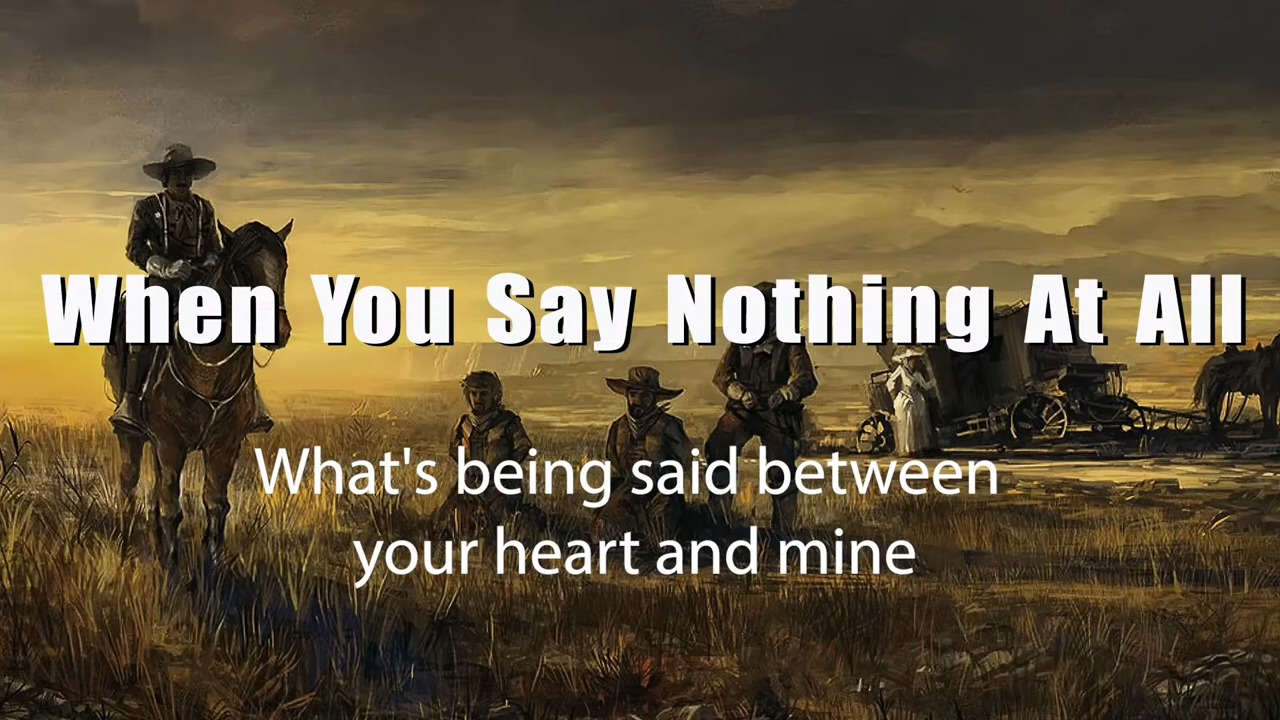 When You Say Nothing At All
What's being said between
your heart and mine